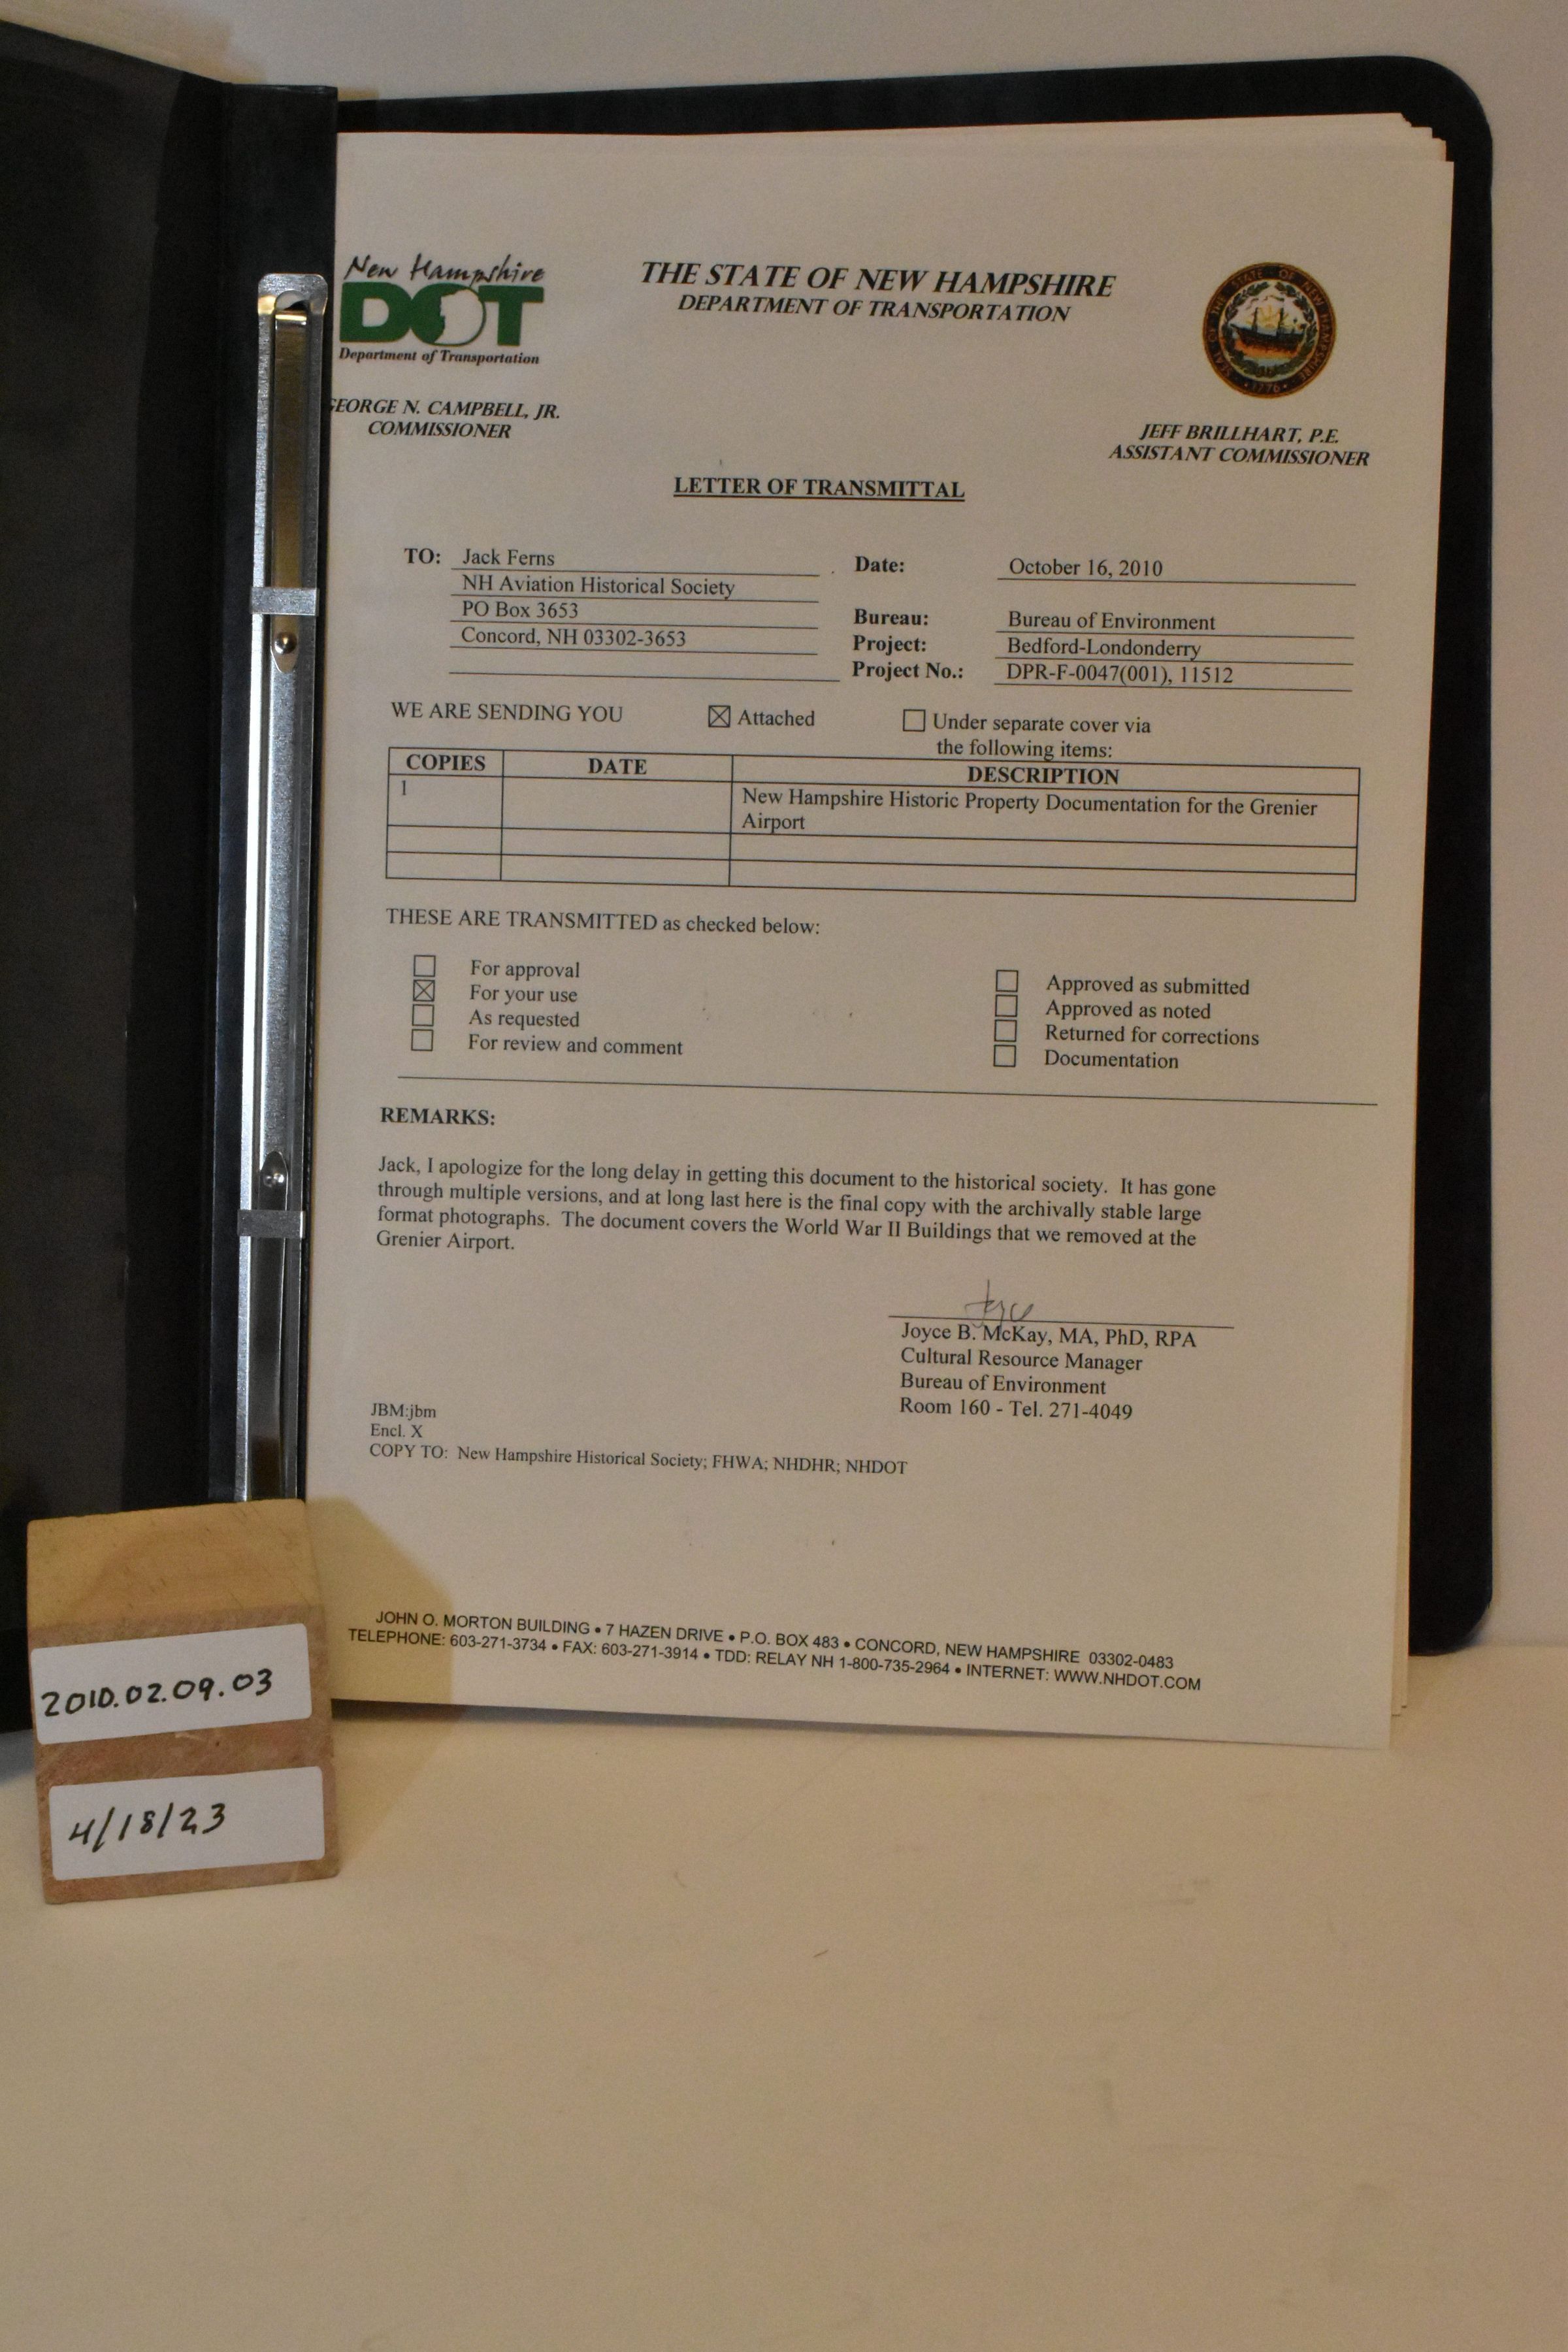 New Hampshire
DOT
Department of Transportation
THE STATE OF NEW HAMPSHIRE
DEPARTMENT OF TRANSPORTATION
SEAL OF THE STATE OF NEW HAMPSHIRE
1776
GEORGE N. CAMPBELL, JR.
COMMISSIONER
JEFF BRILLHART, P.E.
ASSISTANT COMMISSIONER
LETTER OF TRANSMITTAL
TO: Jack Ferns
NH Aviation Historical Society
PO Box 3653
Concord, NH 03302-3653
Date: October 16, 2010
Bureau: Bureau of Environment
Project: Bedford-Londonderry
Project No.: DPR-F-0047(001), 11512
WE ARE SENDING YOU ☒ Attached ☐ Under separate cover via
the following items:
COPIES DATE DESCRIPTION
1 New Hampshire Historic Property Documentation for the Grenier
Airport
THESE ARE TRANSMITTED as checked below:
☐ For approval
☒ For your use
☐ As requested
☐ For review and comment
☐ Approved as submitted
☐ Approved as noted
☐ Returned for corrections
☐ Documentation
REMARKS:
Jack, I apologize for the long delay in getting this document to the historical society. It has gone
through multiple versions, and at long last here is the final copy with the archivally stable large
format photographs. The document covers the World War II Buildings that we removed at the
Grenier Airport.
Joyce
Joyce B. McKay, MA, PhD, RPA
Cultural Resource Manager
Bureau of Environment
Room 160 - Tel. 271-4049
JBM:jbm
Encl. X
COPY TO: New Hampshire Historical Society; FHWA; NHDHR; NHDOT
JOHN O. MORTON BUILDING • 7 HAZEN DRIVE • P.O. BOX 483 • CONCORD, NEW HAMPSHIRE 03302-0483
TELEPHONE: 603-271-3734 • FAX: 603-271-3914 • TDD: RELAY NH 1-800-735-2964 • INTERNET: WWW.NHDOT.COM
2010.02.09.03
4/18/23